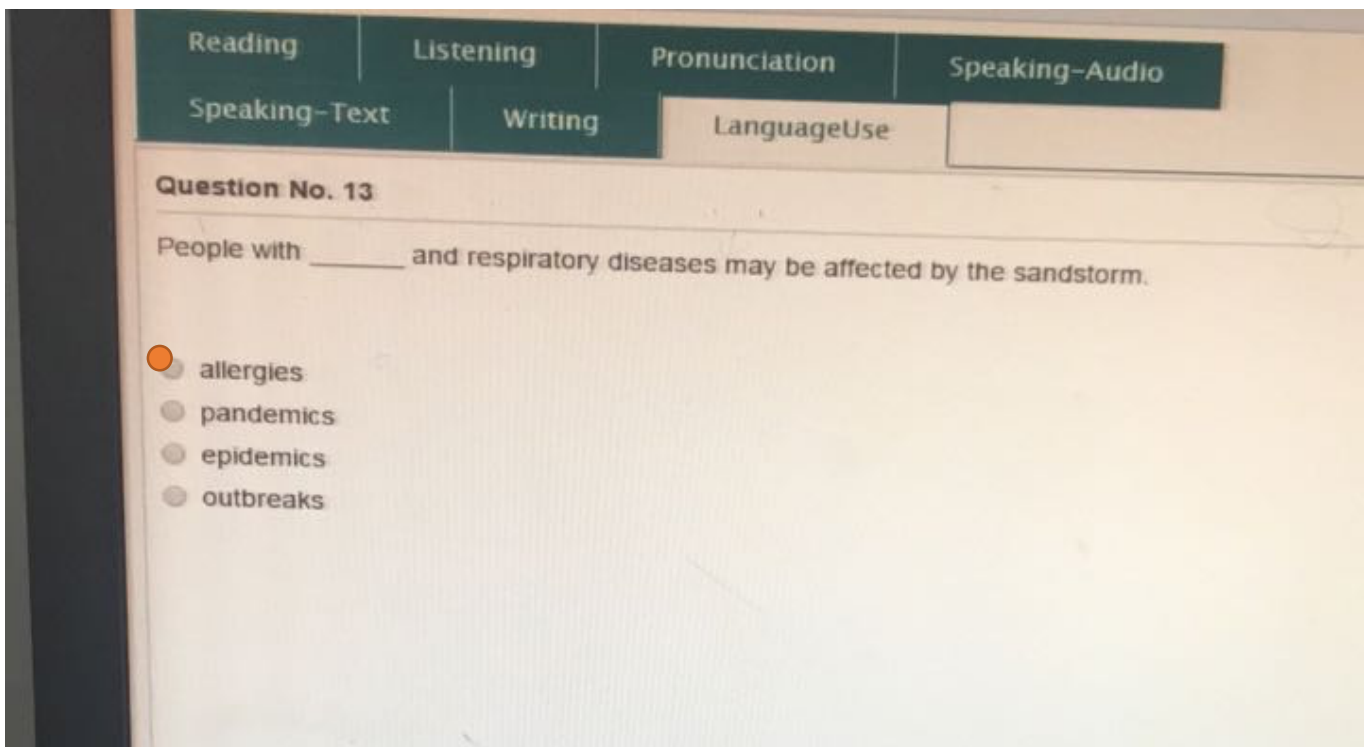 Reading Listening Pronunciation Speaking-Audio
Speaking-Text Writing LanguageUse
Question No. 13
People with ______ and respiratory diseases may be affected by the sandstorm.
allergies
pandemics
epidemics
outbreaks